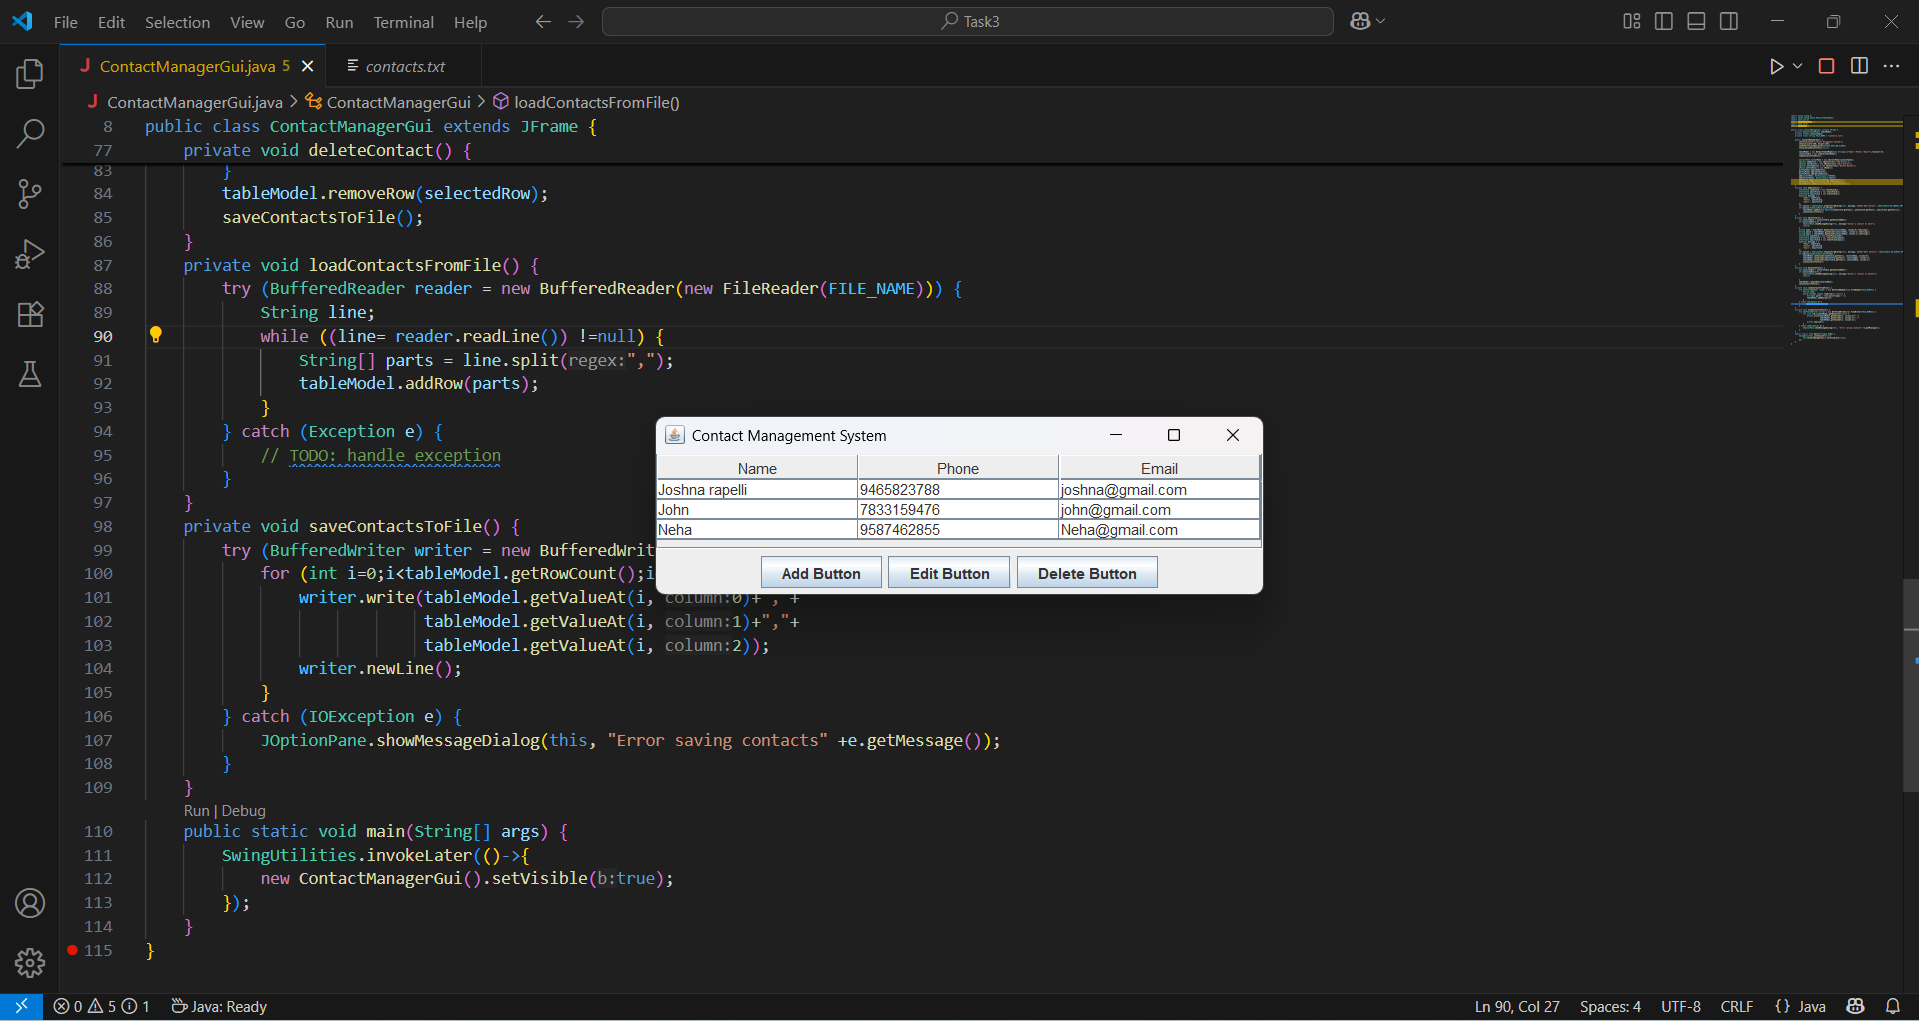 File Edit Selection View Go Run Terminal Help Task3
ContactManagerGui.java 5 contacts.txt
ContactManagerGui.java > ContactManagerGui > loadContactsFromFile()
8 public class ContactManagerGui extends JFrame {
77 private void deleteContact() {
83 }
84 tableModel.removeRow(selectedRow);
85 saveContactsToFile();
86 }
87 private void loadContactsFromFile() {
88 try (BufferedReader reader = new BufferedReader(new FileReader(FILE_NAME))) {
89 String line;
90 while ((line= reader.readLine()) !=null) {
91 String[] parts = line.split(regex:",");
92 tableModel.addRow(parts);
93 }
94 } catch (Exception e) {
95 // TODO: handle exception
96 }
97 }
98 private void saveContactsToFile() {
99 try (BufferedWriter writer = new BufferedWrit
100 for (int i=0;i<tableModel.getRowCount();i
101 writer.write(tableModel.getValueAt(i, column:0)+","+
102 tableModel.getValueAt(i, column:1)+","+
103 tableModel.getValueAt(i, column:2));
104 writer.newLine();
105 }
106 } catch (IOException e) {
107 JOptionPane.showMessageDialog(this, "Error saving contacts" +e.getMessage());
108 }
109 }
Run | Debug
110 public static void main(String[] args) {
111 SwingUtilities.invokeLater(()->{
112 new ContactManagerGui().setVisible(b:true);
113 });
114 }
115 }
Contact Management System
Name Phone Email
Joshna rapelli 9465823788 joshna@gmail.com
John 7833159476 john@gmail.com
Neha 9587462855 Neha@gmail.com
Add Button Edit Button Delete Button
0 5 1 Java: Ready Ln 90, Col 27 Spaces: 4 UTF-8 CRLF {} Java